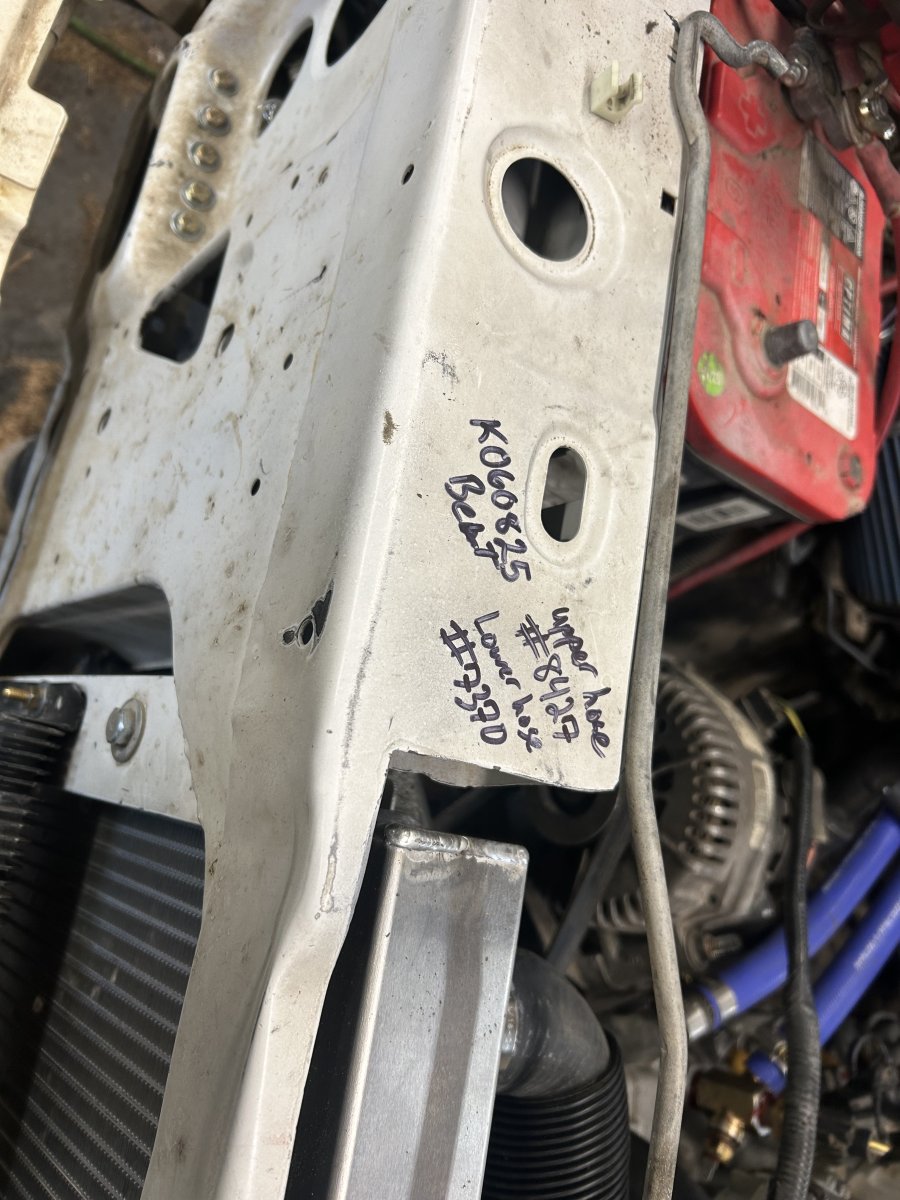 K060825
Belt
upper hose
#8427
Lower hose
#7370